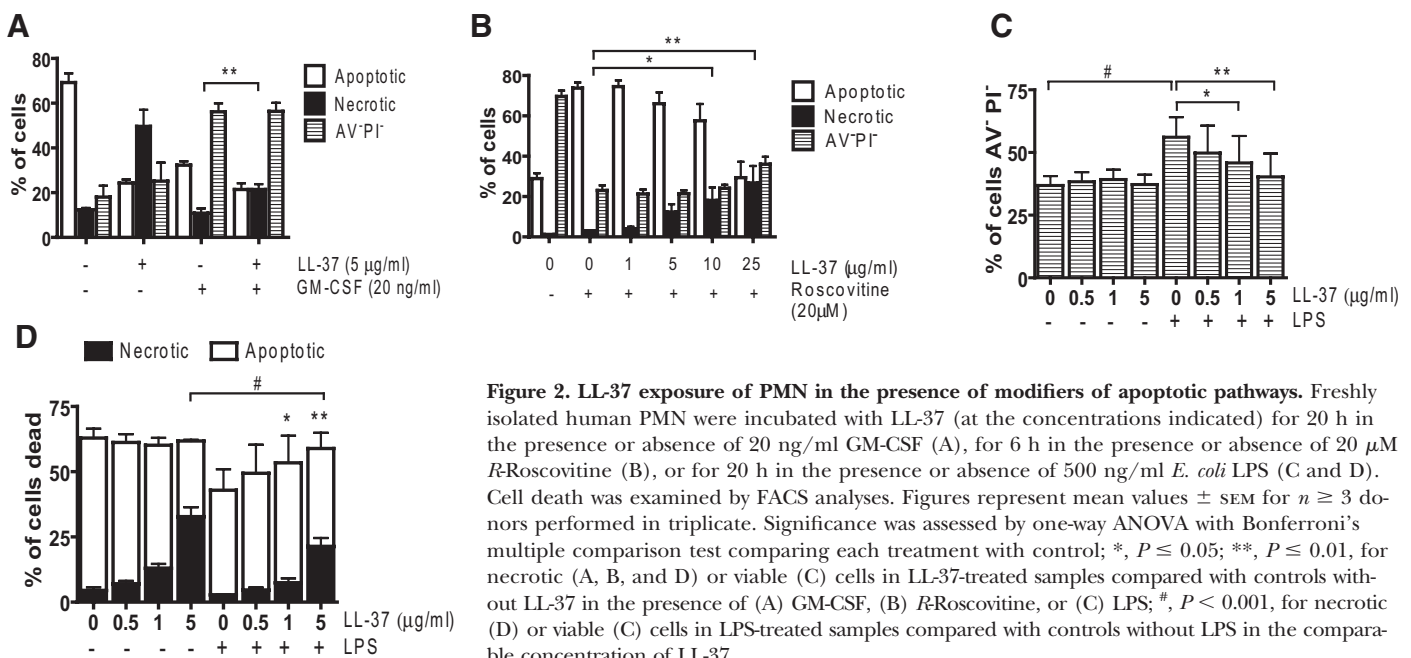 A
80
60
40
20
0
% of cells
Apoptotic
Necrotic
AV⁻PI⁻
**
- + - + LL-37 (5 µg/ml)
- - + + GM-CSF (20 ng/ml)
B
80
60
40
20
0
% of cells
**
*
Apoptotic
Necrotic
AV⁻PI⁻
0 0 1 5 10 25 LL-37 (µg/ml)
- + + + + + Roscovitine
(20µM)
C
75
50
25
0
% of cells AV⁻ PI⁻
# **
*
0 0.5 1 5 0 0.5 1 5 LL-37 (µg/ml)
- - - - + + + + LPS
D
Necrotic Apoptotic
75
50
25
0
% of cells dead
#
* **
0 0.5 1 5 0 0.5 1 5 LL-37 (µg/ml)
- - - - + + + + LPS
Figure 2. LL-37 exposure of PMN in the presence of modifiers of apoptotic pathways. Freshly
isolated human PMN were incubated with LL-37 (at the concentrations indicated) for 20 h in
the presence or absence of 20 ng/ml GM-CSF (A), for 6 h in the presence or absence of 20 µM
R-Roscovitine (B), or for 20 h in the presence or absence of 500 ng/ml E. coli LPS (C and D).
Cell death was examined by FACS analyses. Figures represent mean values ± SEM for n ≥ 3 do-
nors performed in triplicate. Significance was assessed by one-way ANOVA with Bonferroni's
multiple comparison test comparing each treatment with control; *, P ≤ 0.05; **, P ≤ 0.01, for
necrotic (A, B, and D) or viable (C) cells in LL-37-treated samples compared with controls with-
out LL-37 in the presence of (A) GM-CSF, (B) R-Roscovitine, or (C) LPS; #, P < 0.001, for necrotic
(D) or viable (C) cells in LPS-treated samples compared with controls without LPS in the compara-
ble concentration of LL-37.